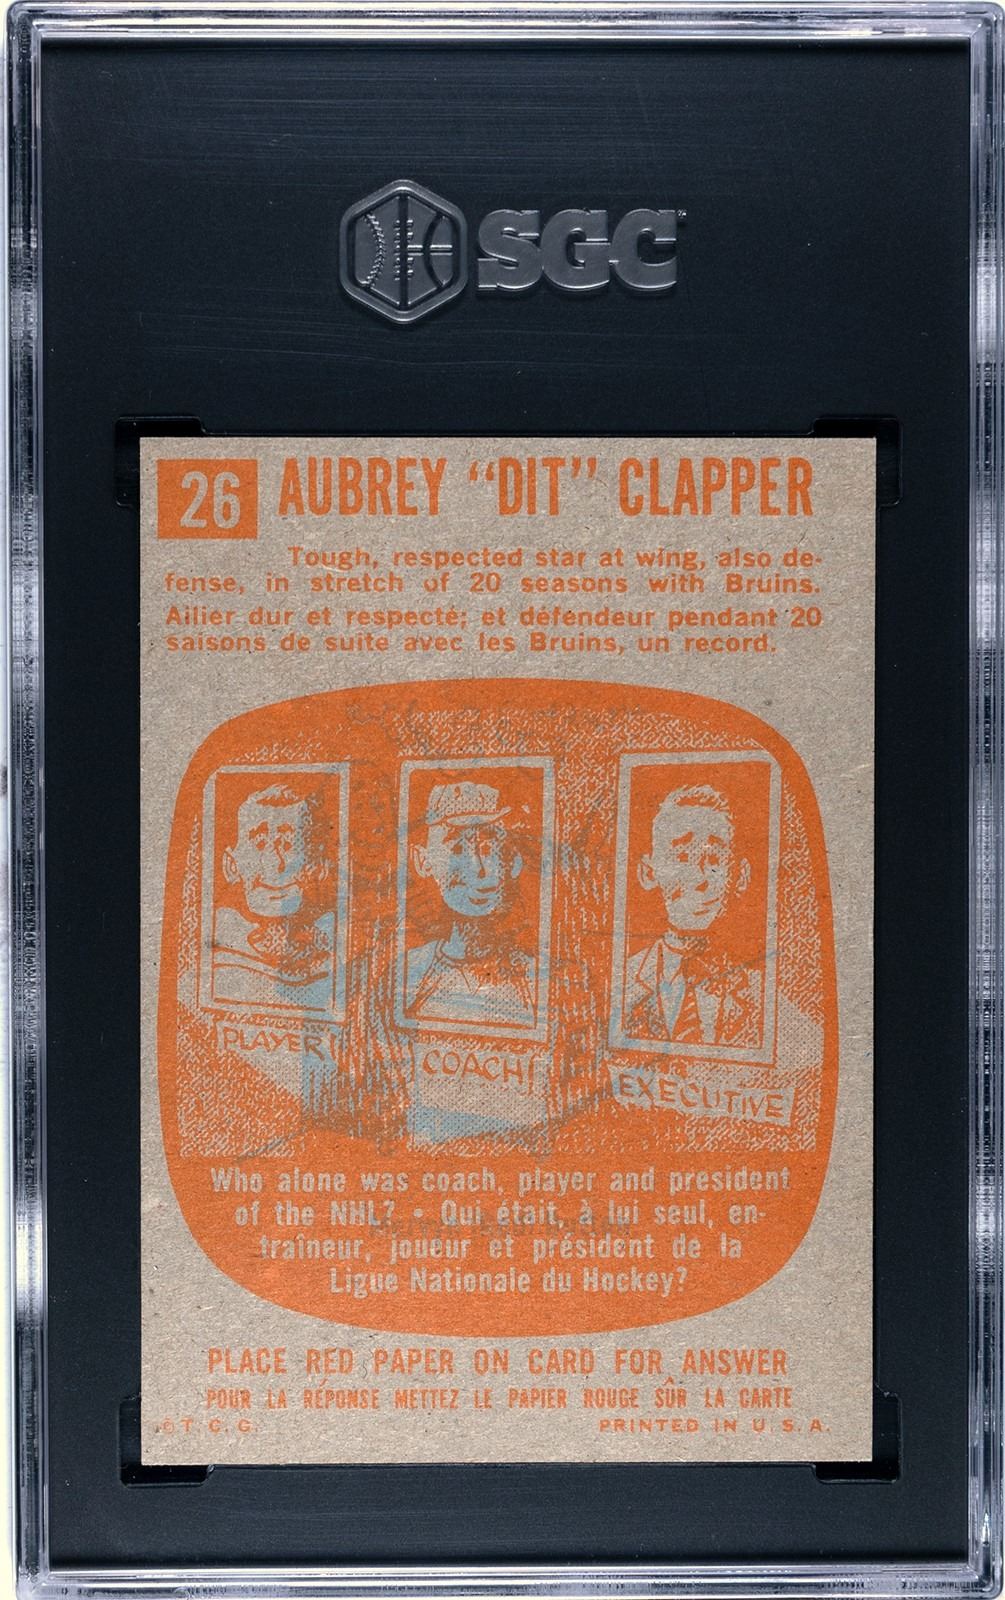 SGC
26
AUBREY "DIT" CLAPPER
Tough, respected star at wing, also de-
fense, in stretch of 20 seasons with Bruins.
Ailier dur et respecté; et défendeur pendant 20
saisons de suite avec les Bruins, un record.
PLAYER
COACH
EXECUTIVE
Who alone was coach, player and president
of the NHL? • Qui était, à lui seul, en-
traîneur, joueur et président de la
Ligue Nationale du Hockey?
PLACE RED PAPER ON CARD FOR ANSWER
POUR LA RÉPONSE METTEZ LE PAPIER ROUGE SÛR LA CARTE
© T. C. G.
PRINTED IN U. S. A.